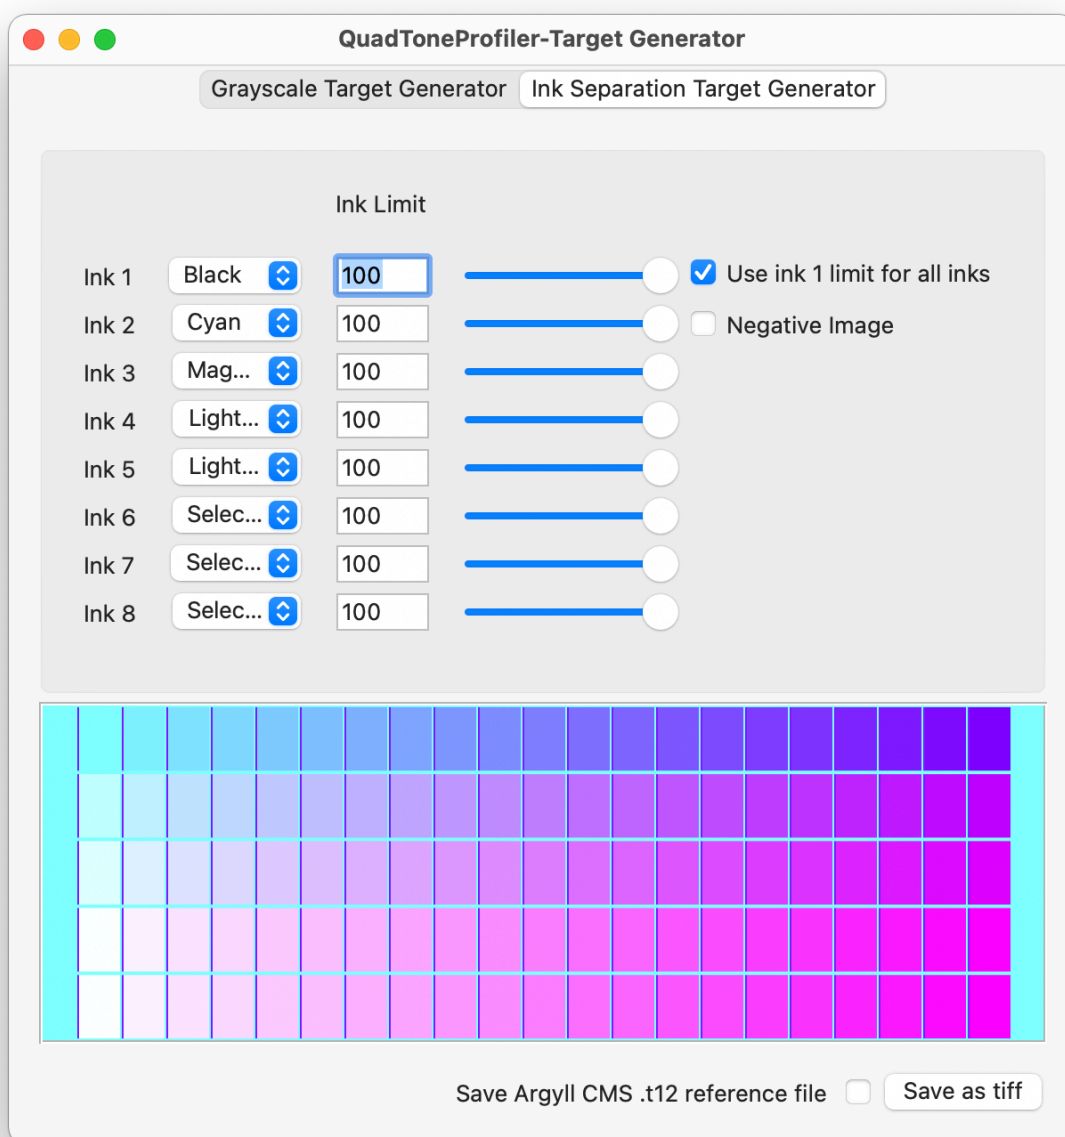 QuadToneProfiler-Target Generator
Grayscale Target Generator Ink Separation Target Generator
Ink Limit
Ink 1 Black 100 Use ink 1 limit for all inks
Ink 2 Cyan 100 Negative Image
Ink 3 Mag... 100
Ink 4 Light... 100
Ink 5 Light... 100
Ink 6 Selec... 100
Ink 7 Selec... 100
Ink 8 Selec... 100
Save Argyll CMS .t12 reference file Save as tiff